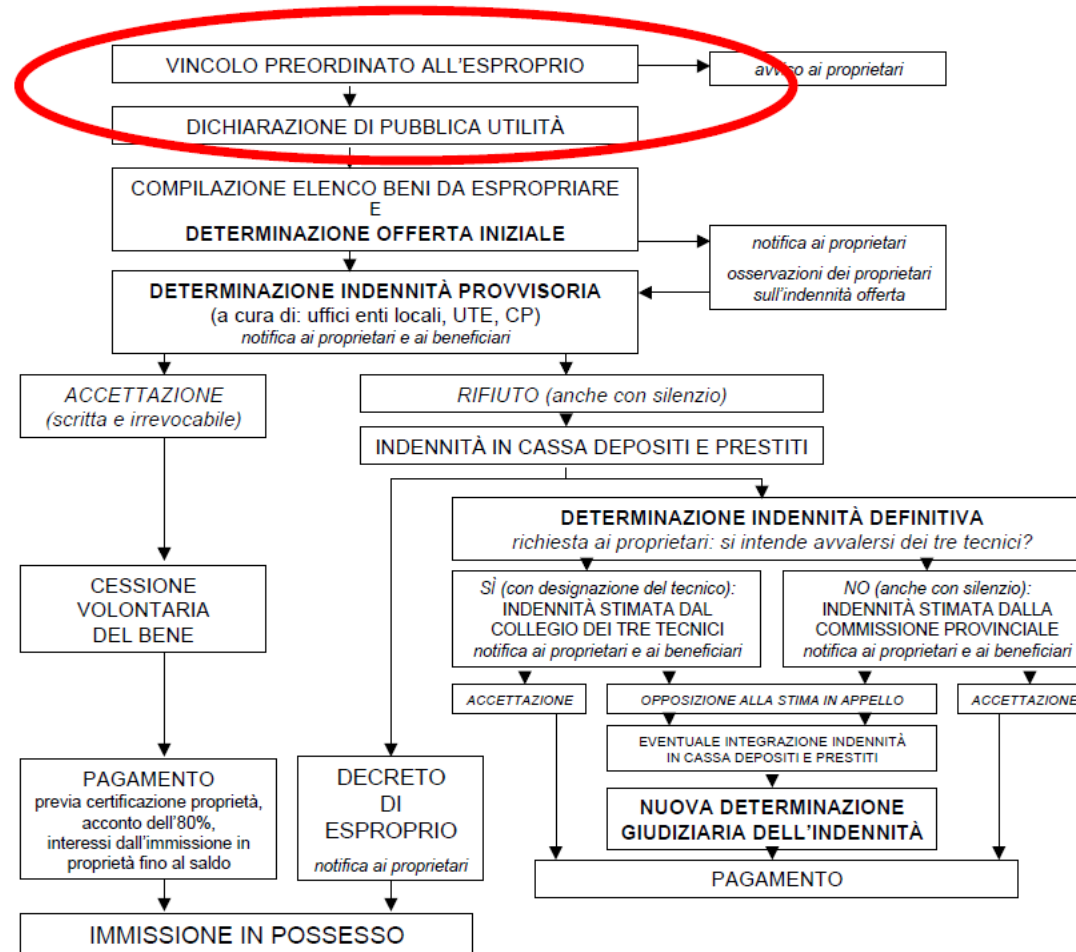 VINCOLO PREORDINATO ALL'ESPROPRIO
avviso ai proprietari
DICHIARAZIONE DI PUBBLICA UTILITÀ
COMPILAZIONE ELENCO BENI DA ESPROPRIARE
E
DETERMINAZIONE OFFERTA INIZIALE
notifica ai proprietari
osservazioni dei proprietari
sull'indennità offerta
DETERMINAZIONE INDENNITÀ PROVVISORIA
(a cura di: uffici enti locali, UTE, CP)
notifica ai proprietari e ai beneficiari
ACCETTAZIONE
(scritta e irrevocabile)
RIFIUTO (anche con silenzio)
INDENNITÀ IN CASSA DEPOSITI E PRESTITI
DETERMINAZIONE INDENNITÀ DEFINITIVA
richiesta ai proprietari: si intende avvalersi dei tre tecnici?
CESSIONE
VOLONTARIA
DEL BENE
SÌ (con designazione del tecnico):
INDENNITÀ STIMATA DAL
COLLEGIO DEI TRE TECNICI
notifica ai proprietari e ai beneficiari
NO (anche con silenzio):
INDENNITÀ STIMATA DALLA
COMMISSIONE PROVINCIALE
notifica ai proprietari e ai beneficiari
ACCETTAZIONE
OPPOSIZIONE ALLA STIMA IN APPELLO
ACCETTAZIONE
EVENTUALE INTEGRAZIONE INDENNITÀ
IN CASSA DEPOSITI E PRESTITI
PAGAMENTO
previa certificazione proprietà,
acconto dell'80%,
interessi dall'immissione in
proprietà fino al saldo
DECRETO
DI
ESPROPRIO
notifica ai proprietari
NUOVA DETERMINAZIONE
GIUDIZIARIA DELL'INDENNITÀ
PAGAMENTO
IMMISSIONE IN POSSESSO